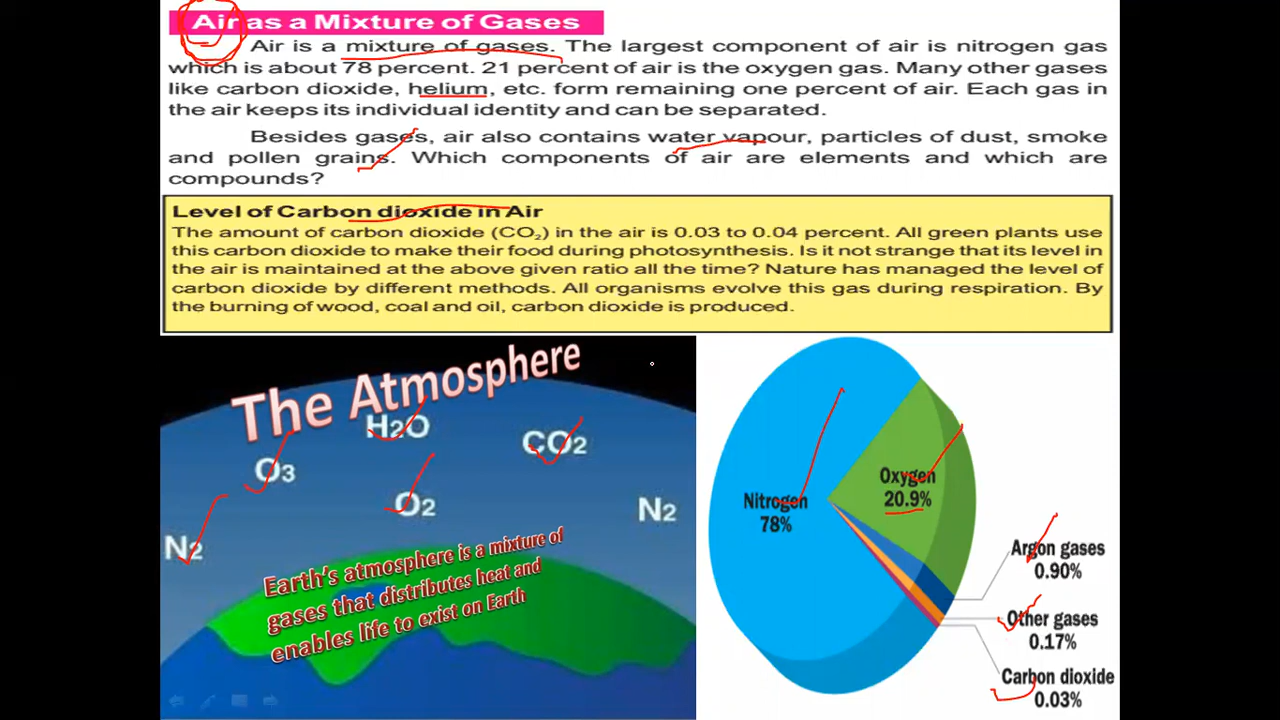 Air as a Mixture of Gases
Air is a mixture of gases. The largest component of air is nitrogen gas
which is about 78 percent. 21 percent of air is the oxygen gas. Many other gases
like carbon dioxide, helium, etc. form remaining one percent of air. Each gas in
the air keeps its individual identity and can be separated.
Besides gases, air also contains water vapour, particles of dust, smoke
and pollen grains. Which components of air are elements and which are
compounds?
Level of Carbon dioxide in Air
The amount of carbon dioxide (CO₂) in the air is 0.03 to 0.04 percent. All green plants use
this carbon dioxide to make their food during photosynthesis. Is it not strange that its level in
the air is maintained at the above given ratio all the time? Nature has managed the level of
carbon dioxide by different methods. All organisms evolve this gas during respiration. By
the burning of wood, coal and oil, carbon dioxide is produced.
The Atmosphere
H2O
CO2
O3
O2
N2
N2
Earth's atmosphere is a mixture of
gases that distributes heat and
enables life to exist on Earth
Nitrogen
78%
Oxygen
20.9%
Argon gases
0.90%
Other gases
0.17%
Carbon dioxide
0.03%